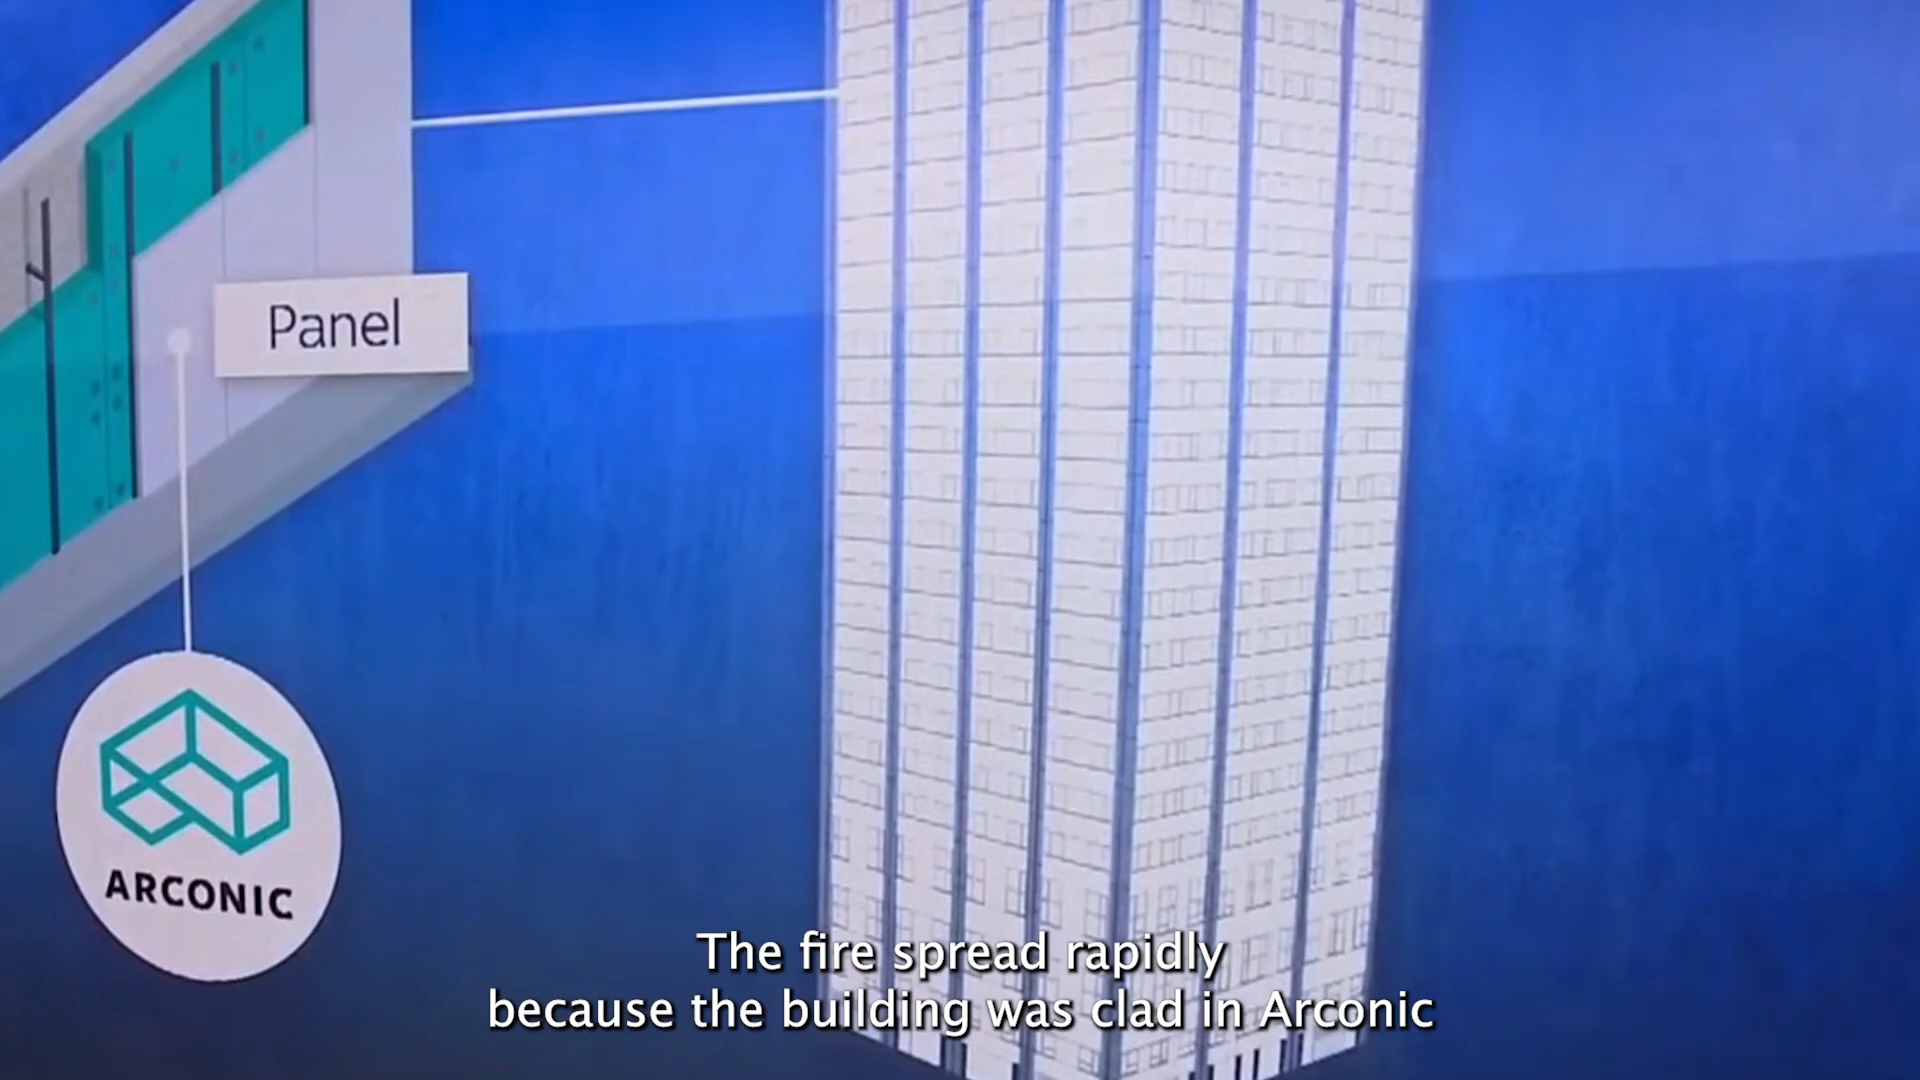 Panel
ARCONIC
The fire spread rapidly
because the building was clad in Arconic